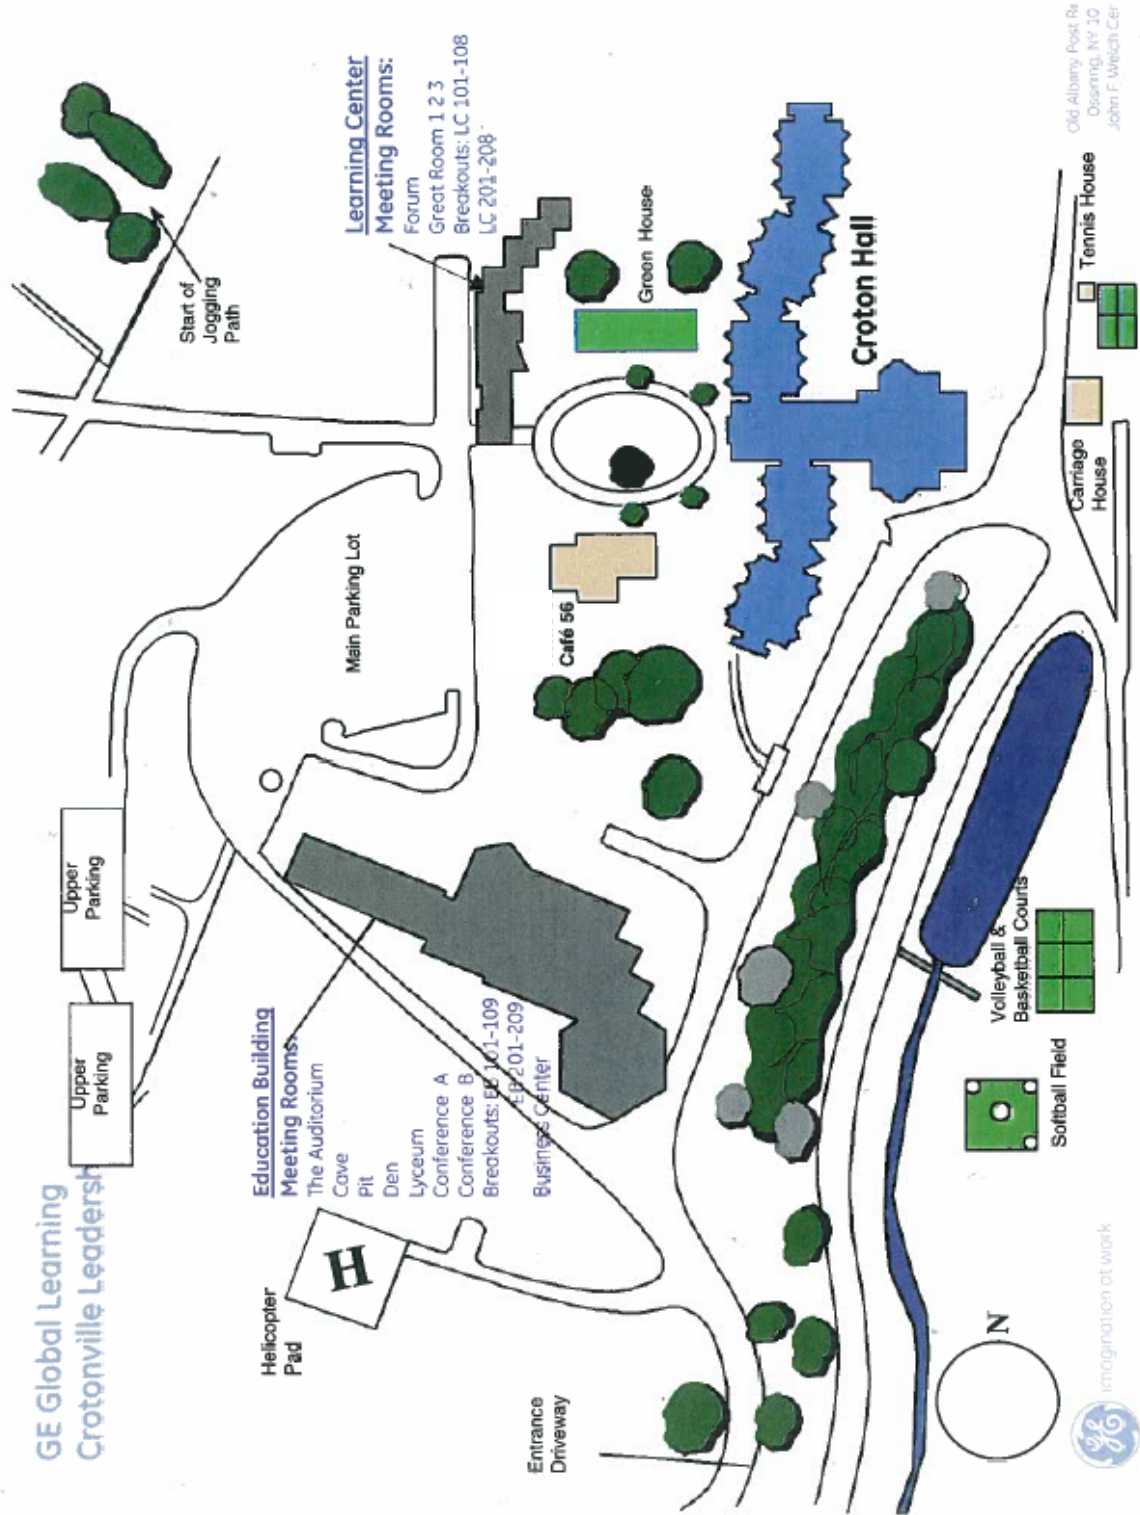 GE Global Learning
Crotonville Leadersh
Upper
Parking
Upper
Parking
Start of
Jogging
Path
Helicopter
Pad
H
Education Building
Meeting Rooms:
The Auditorium
Cave
Pit
Den
Lyceum
Conference A
Conference B
Breakouts: EB 101-109
EB 201-209
Business Center
Main Parking Lot
Learning Center
Meeting Rooms:
Forum
Great Room 1 2 3
Breakouts: LC 101-108
LC 201-208
Entrance
Driveway
Café 56
Green House
Croton Hall
Softball Field
Volleyball &
Basketball Courts
Carriage
House
Tennis House
N
imagination at work
Old Albany Post Ro
Ossining, NY 10
John F. Welch Cen